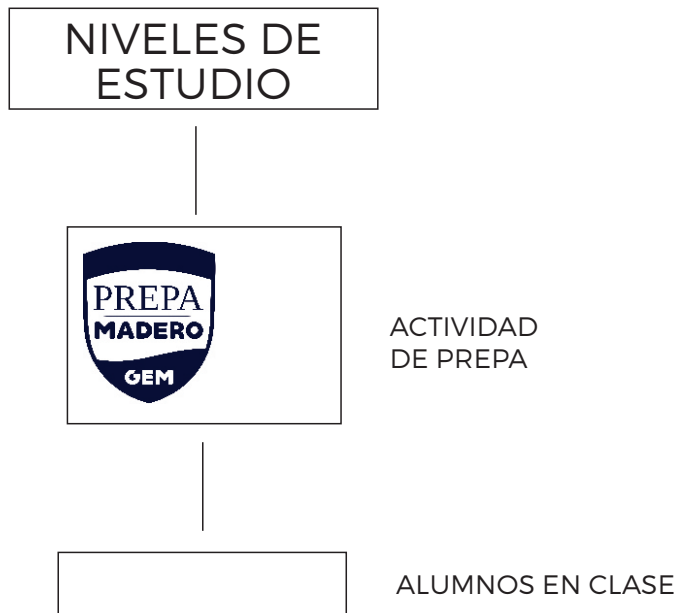 NIVELES DE
ESTUDIO
PREPA
MADERO
GEM
ACTIVIDAD
DE PREPA
ALUMNOS EN CLASE